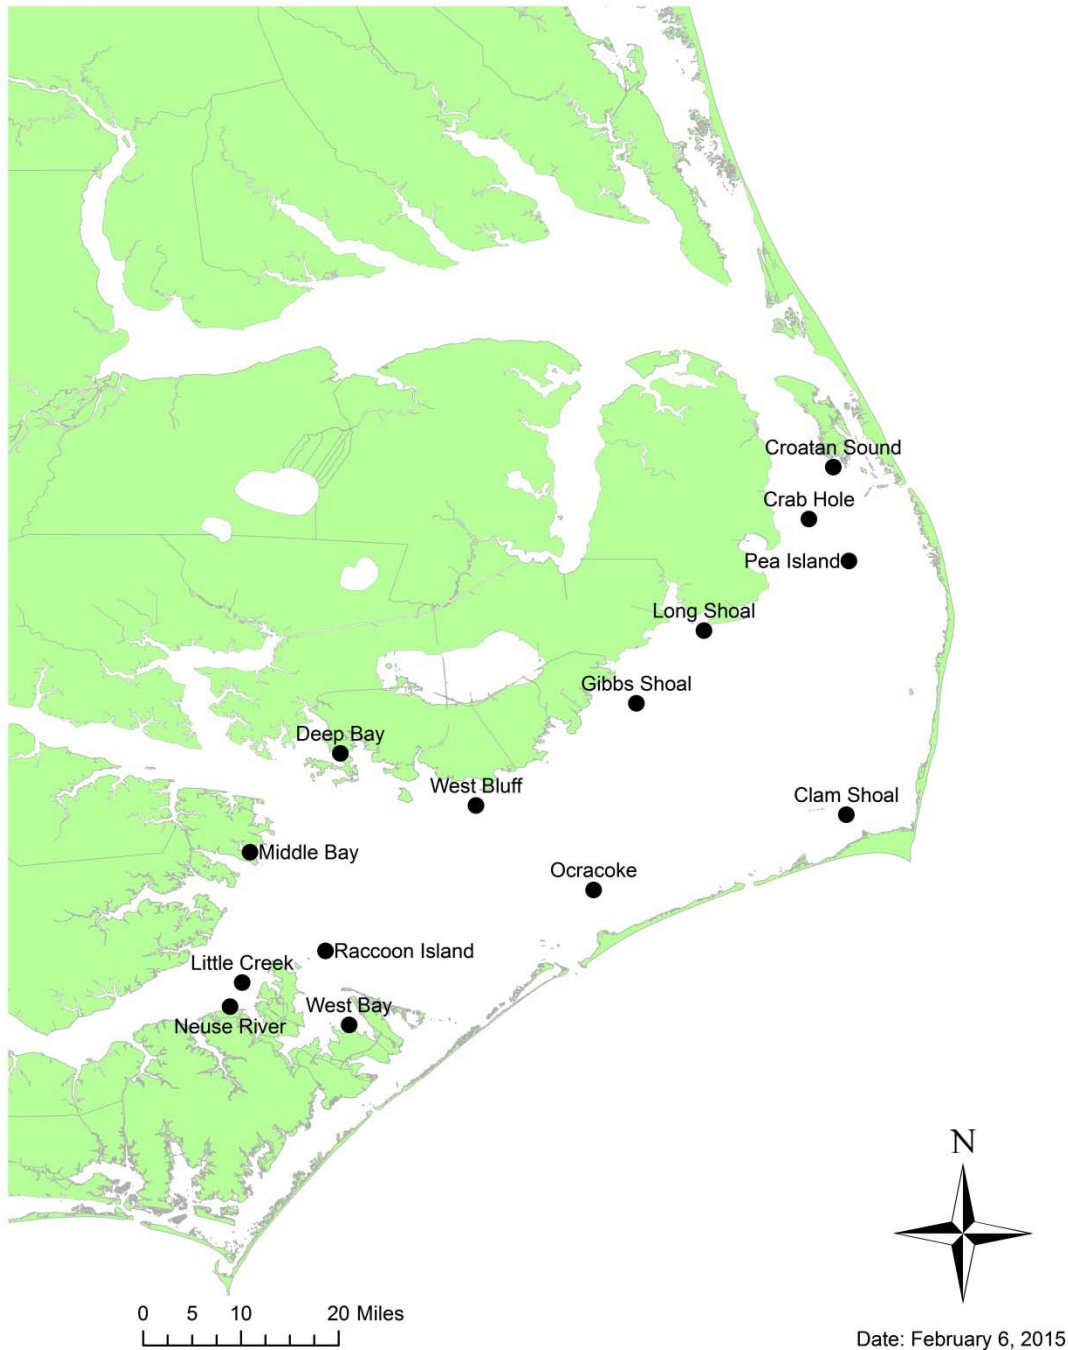 Croatan Sound
Crab Hole
Pea Island
Long Shoal
Gibbs Shoal
Deep Bay
West Bluff
Clam Shoal
Middle Bay
Ocracoke
Raccoon Island
Little Creek
West Bay
Neuse River
N
0 5 10 20 Miles
Date: February 6, 2015